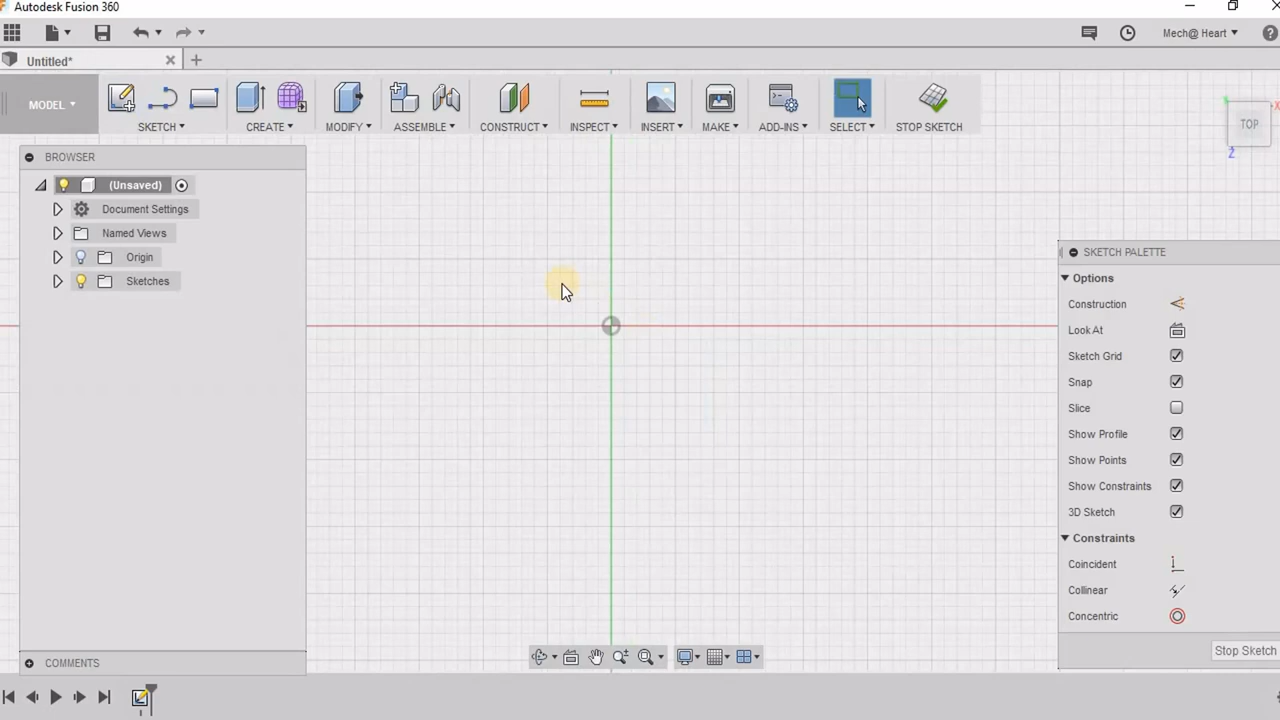 Autodesk Fusion 360
Mech@ Heart
Untitled*
MODEL
SKETCH
CREATE
MODIFY
ASSEMBLE
CONSTRUCT
INSPECT
INSERT
MAKE
ADD-INS
SELECT
STOP SKETCH
TOP
X
Z
BROWSER
(Unsaved)
Document Settings
Named Views
Origin
Sketches
SKETCH PALETTE
Options
Construction
Look At
Sketch Grid
Snap
Slice
Show Profile
Show Points
Show Constraints
3D Sketch
Constraints
Coincident
Collinear
Concentric
Stop Sketch
COMMENTS